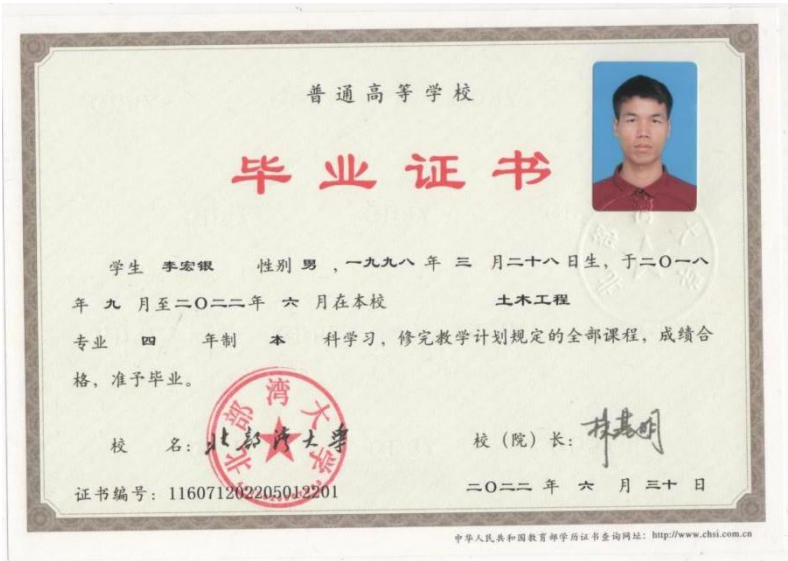 普通高等学校
毕业证书
学生 李宏银 性别 男 ,一九九八 年 三 月二十八日生，于二〇一八
年 九 月至二〇二二年 六 月在本校 土木工程
专业 四 年制 本 科学习，修完教学计划规定的全部课程，成绩合
格，准予毕业。
北部湾大学
校 名：北部湾大学 校（院）长：
证书编号：116071202205012201 二〇二二 年 六 月 三十 日
中华人民共和国教育部学历证书查询网址：http://www.chsi.com.cn